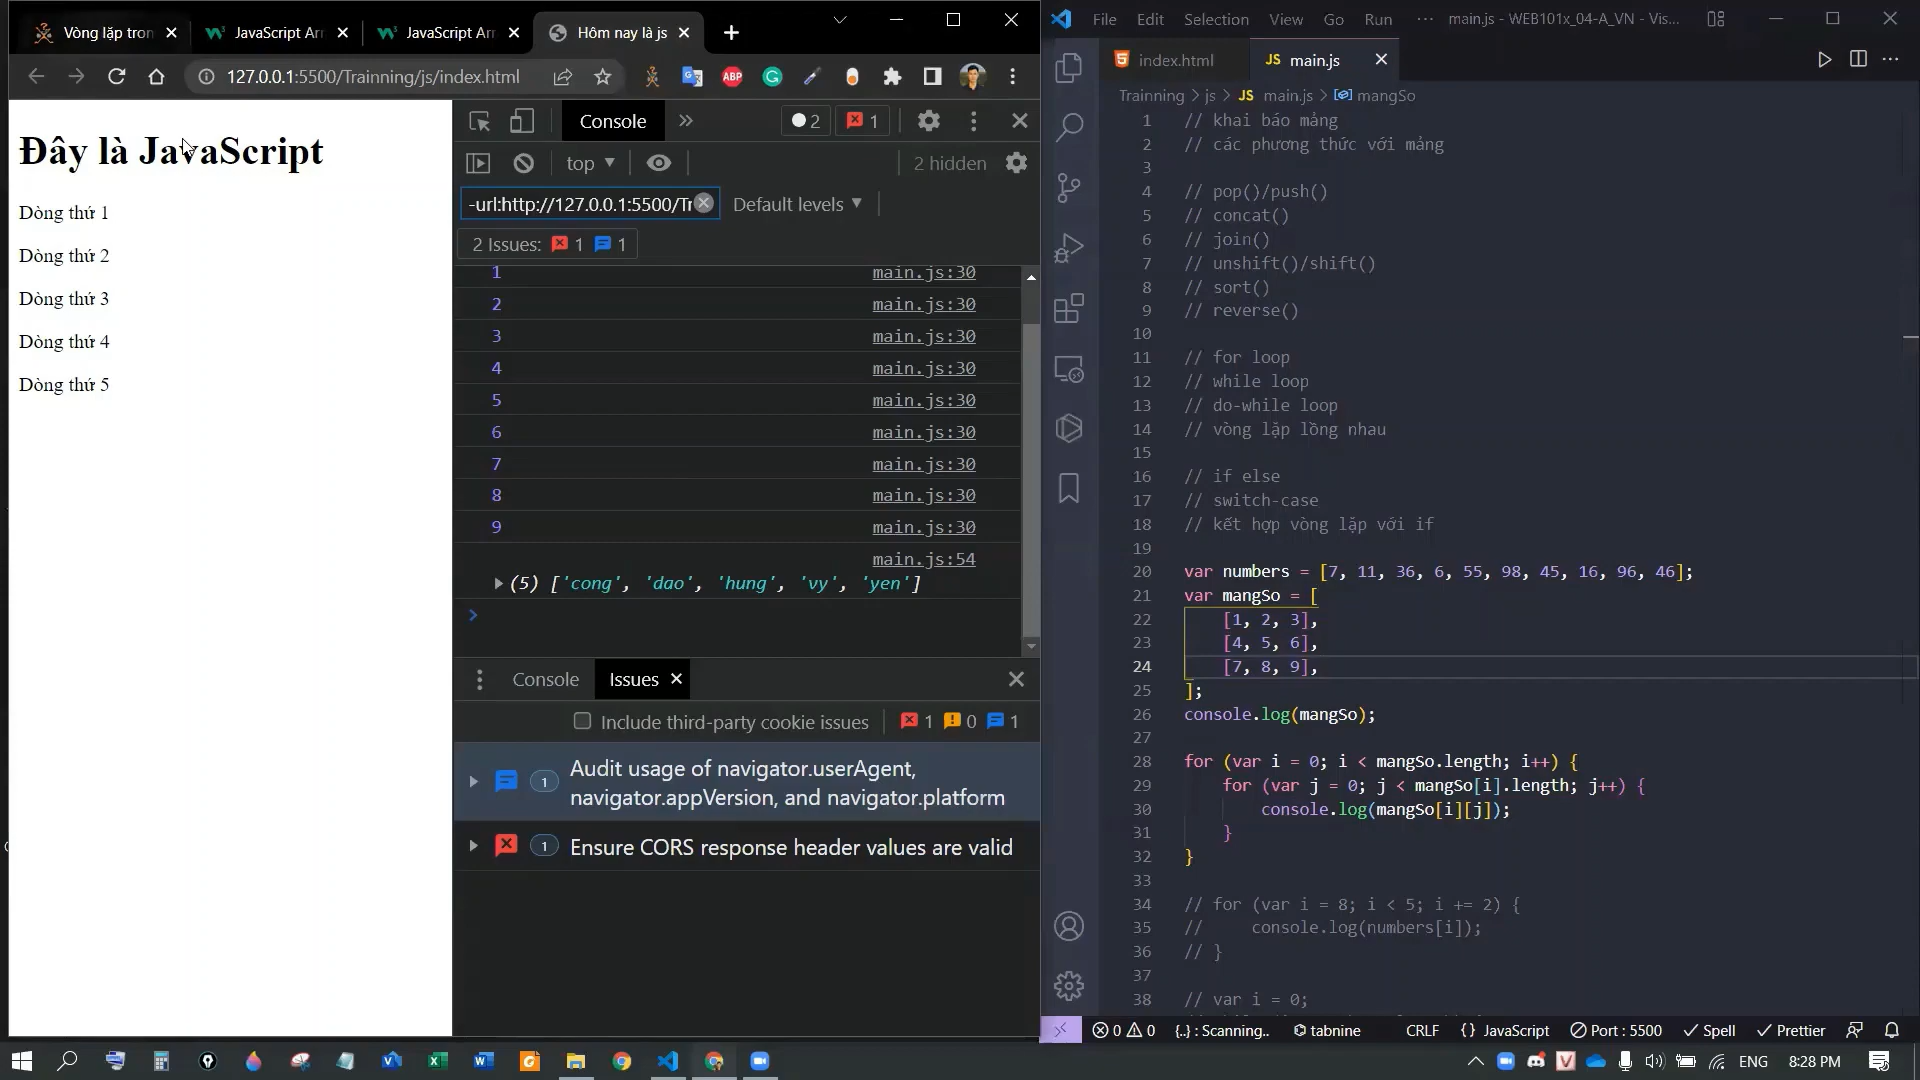 Vòng lặp tron
JavaScript Arr
JavaScript Arr
Hôm nay là js
127.0.0.1:5500/Trainning/js/index.html
ABP
Đây là JavaScript
Dòng thứ 1
Dòng thứ 2
Dòng thứ 3
Dòng thứ 4
Dòng thứ 5
Console
2
1
top
2 hidden
-url:http://127.0.0.1:5500/Tr
Default levels
2 Issues: 1 1
1 main.js:30
2 main.js:30
3 main.js:30
4 main.js:30
5 main.js:30
6 main.js:30
7 main.js:30
8 main.js:30
9 main.js:30
main.js:54
(5) ['cong', 'dao', 'hung', 'vy', 'yen']
Console
Issues
Include third-party cookie issues
1 0 1
1 Audit usage of navigator.userAgent,
navigator.appVersion, and navigator.platform
1 Ensure CORS response header values are valid
File Edit Selection View Go Run ··· main.js - WEB101x_04-A_VN - Vis...
index.html
JS main.js
Trainning > js > JS main.js > mangSo
1 // khai báo mảng
2 // các phương thức với mảng
3
4 // pop()/push()
5 // concat()
6 // join()
7 // unshift()/shift()
8 // sort()
9 // reverse()
10
11 // for loop
12 // while loop
13 // do-while loop
14 // vòng lặp lồng nhau
15
16 // if else
17 // switch-case
18 // kết hợp vòng lặp với if
19
20 var numbers = [7, 11, 36, 6, 55, 98, 45, 16, 96, 46];
21 var mangSo = [
22 [1, 2, 3],
23 [4, 5, 6],
24 [7, 8, 9],
25 ];
26 console.log(mangSo);
27
28 for (var i = 0; i < mangSo.length; i++) {
29 for (var j = 0; j < mangSo[i].length; j++) {
30 console.log(mangSo[i][j]);
31 }
32 }
33
34 // for (var i = 8; i < 5; i += 2) {
35 // console.log(numbers[i]);
36 // }
37
38 // var i = 0;
0 0 {..} : Scanning.. tabnine CRLF {} JavaScript Port : 5500 Spell Prettier
ENG 8:28 PM